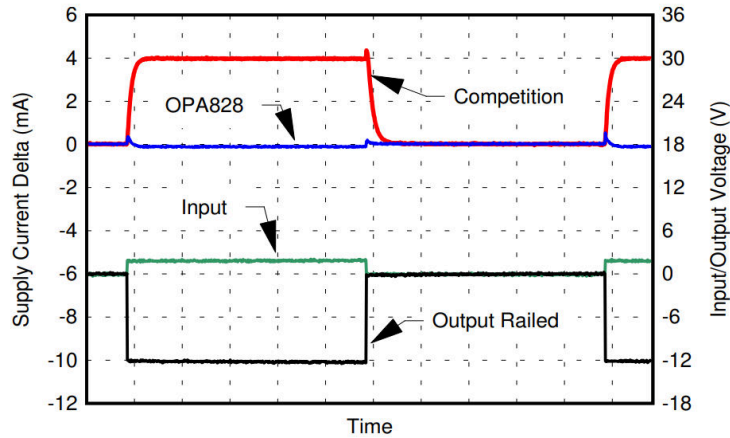 Supply Current Delta (mA)
6
4
2
0
-2
-4
-6
-8
-10
-12
OPA828
Competition
Input
Output Railed
36
30
24
18
12
6
0
-6
-12
-18
Input/Output Voltage (V)
Time